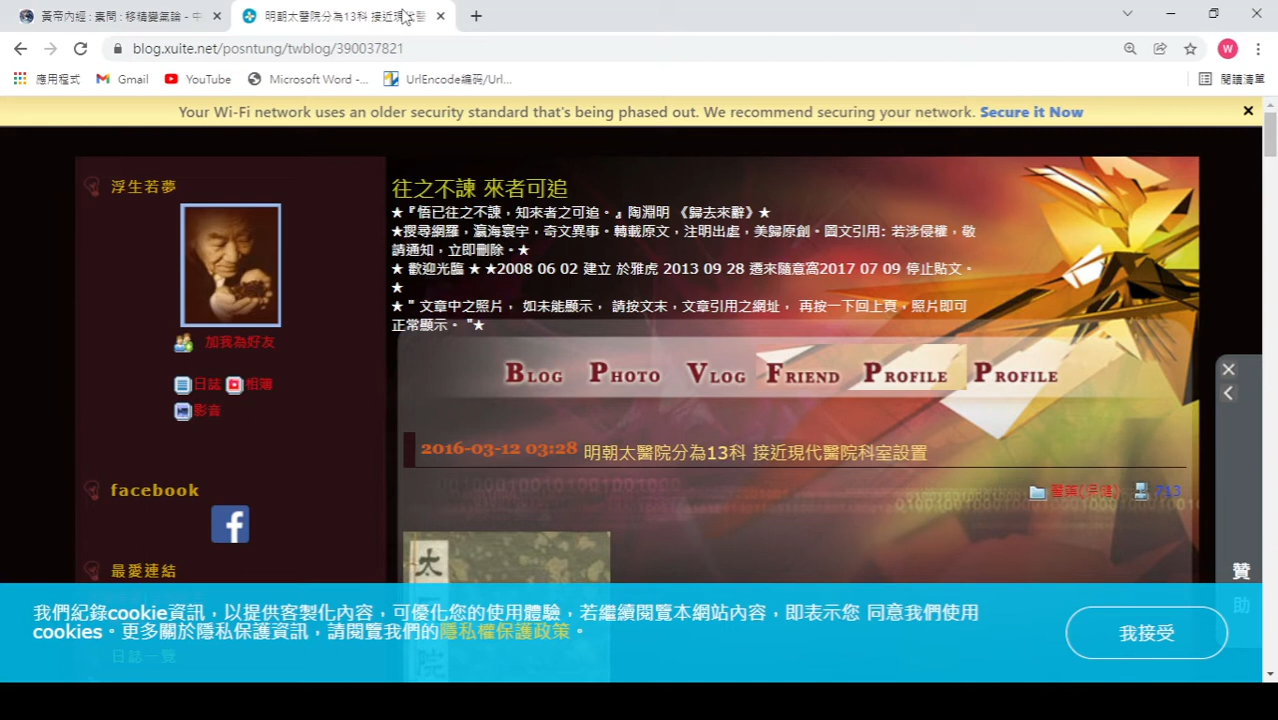 黃帝內經 : 素問 : 移精變氣論 - 中
明朝太醫院分為13科 接近現代醫
blog.xuite.net/posntung/twblog/390037821
W
應用程式
Gmail
YouTube
Microsoft Word -...
UrlEncode编码/Url...
閱讀清單
Your Wi-Fi network uses an older security standard that's being phased out. We recommend securing your network. Secure it Now
浮生若夢
加我為好友
日誌 相簿
影音
facebook
最愛連結
日誌一覽
往之不諫 來者可追
★『悟已往之不諫，知來者之可追。』陶淵明 《歸去來辭》★
★搜尋網羅，瀛海寰宇，奇文異事。轉載原文，注明出處，美歸原創。圖文引用: 若涉侵權，敬
請通知，立即刪除。★
★ 歡迎光臨 ★ ★2008 06 02 建立 於雅虎 2013 09 28 遷來隨意窩2017 07 09 停止貼文。
★
★ " 文章中之照片， 如未能顯示， 請按文末，文章引用之網址， 再按一下回上頁，照片即可
正常顯示。 "★
BLOG PHOTO VLOG FRIEND PROFILE PROFILE
2016-03-12 03:28 明朝太醫院分為13科 接近現代醫院科室設置
醫藥(保健) 713
太
院
贊
助
我們紀錄cookie資訊，以提供客製化內容，可優化您的使用體驗，若繼續閱覽本網站內容，即表示您 同意我們使用
cookies。更多關於隱私保護資訊，請閱覽我們的隱私權保護政策。
我接受